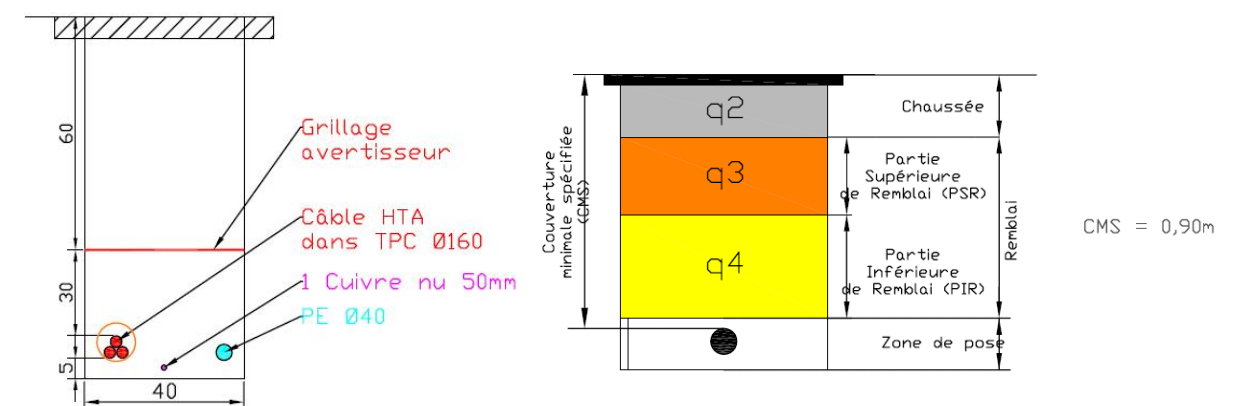 60
30
5
40
Grillage
avertisseur
Câble HTA
dans TPC Ø160
1 Cuivre nu 50mm
PE Ø40
Couverture
minimale spécifiée
(CMS)
q2
q3
q4
Chaussée
Partie
Supérieure
de Remblai (PSR)
Partie
Inférieure
de Remblai (PIR)
Zone de pose
Remblai
CMS = 0,90m